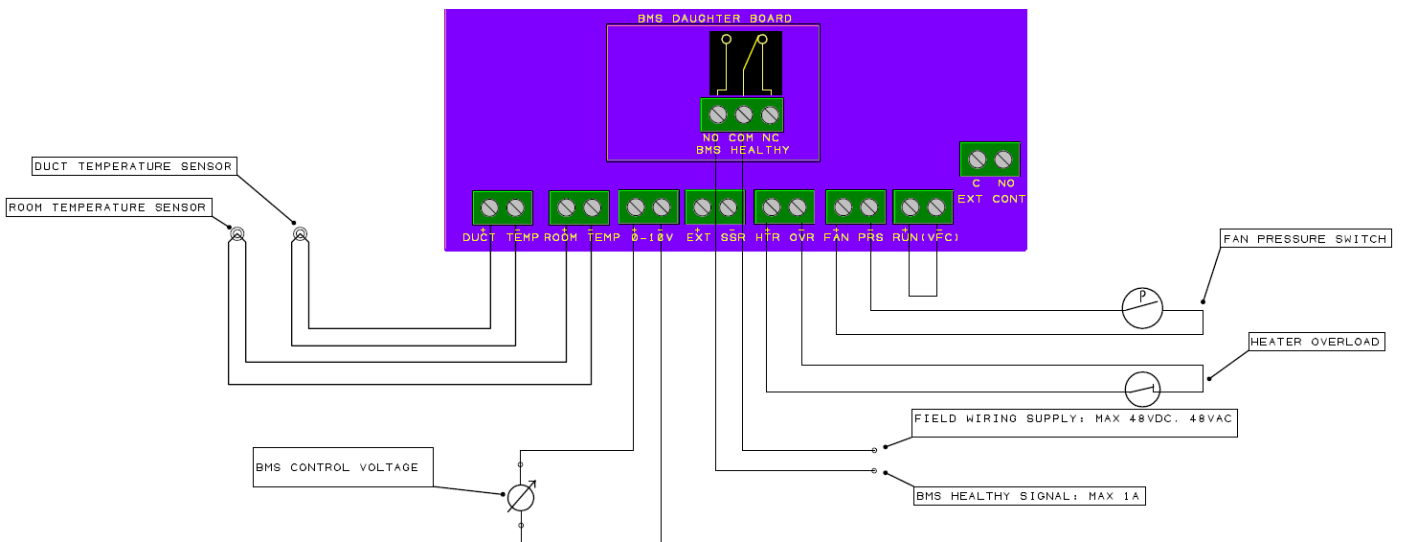 BMS DAUGHTER BOARD
NO COM NC
BMS HEALTHY
C NO
EXT CONT
DUCT TEMPERATURE SENSOR
ROOM TEMPERATURE SENSOR
+ - + - + - + - + - + - + -
DUCT TEMP ROOM TEMP 0-10V EXT SSR HTR OVR FAN PRS RUN(VFC)
FAN PRESSURE SWITCH
P
HEATER OVERLOAD
FIELD WIRING SUPPLY: MAX 48VDC. 48VAC
BMS CONTROL VOLTAGE
BMS HEALTHY SIGNAL: MAX 1A